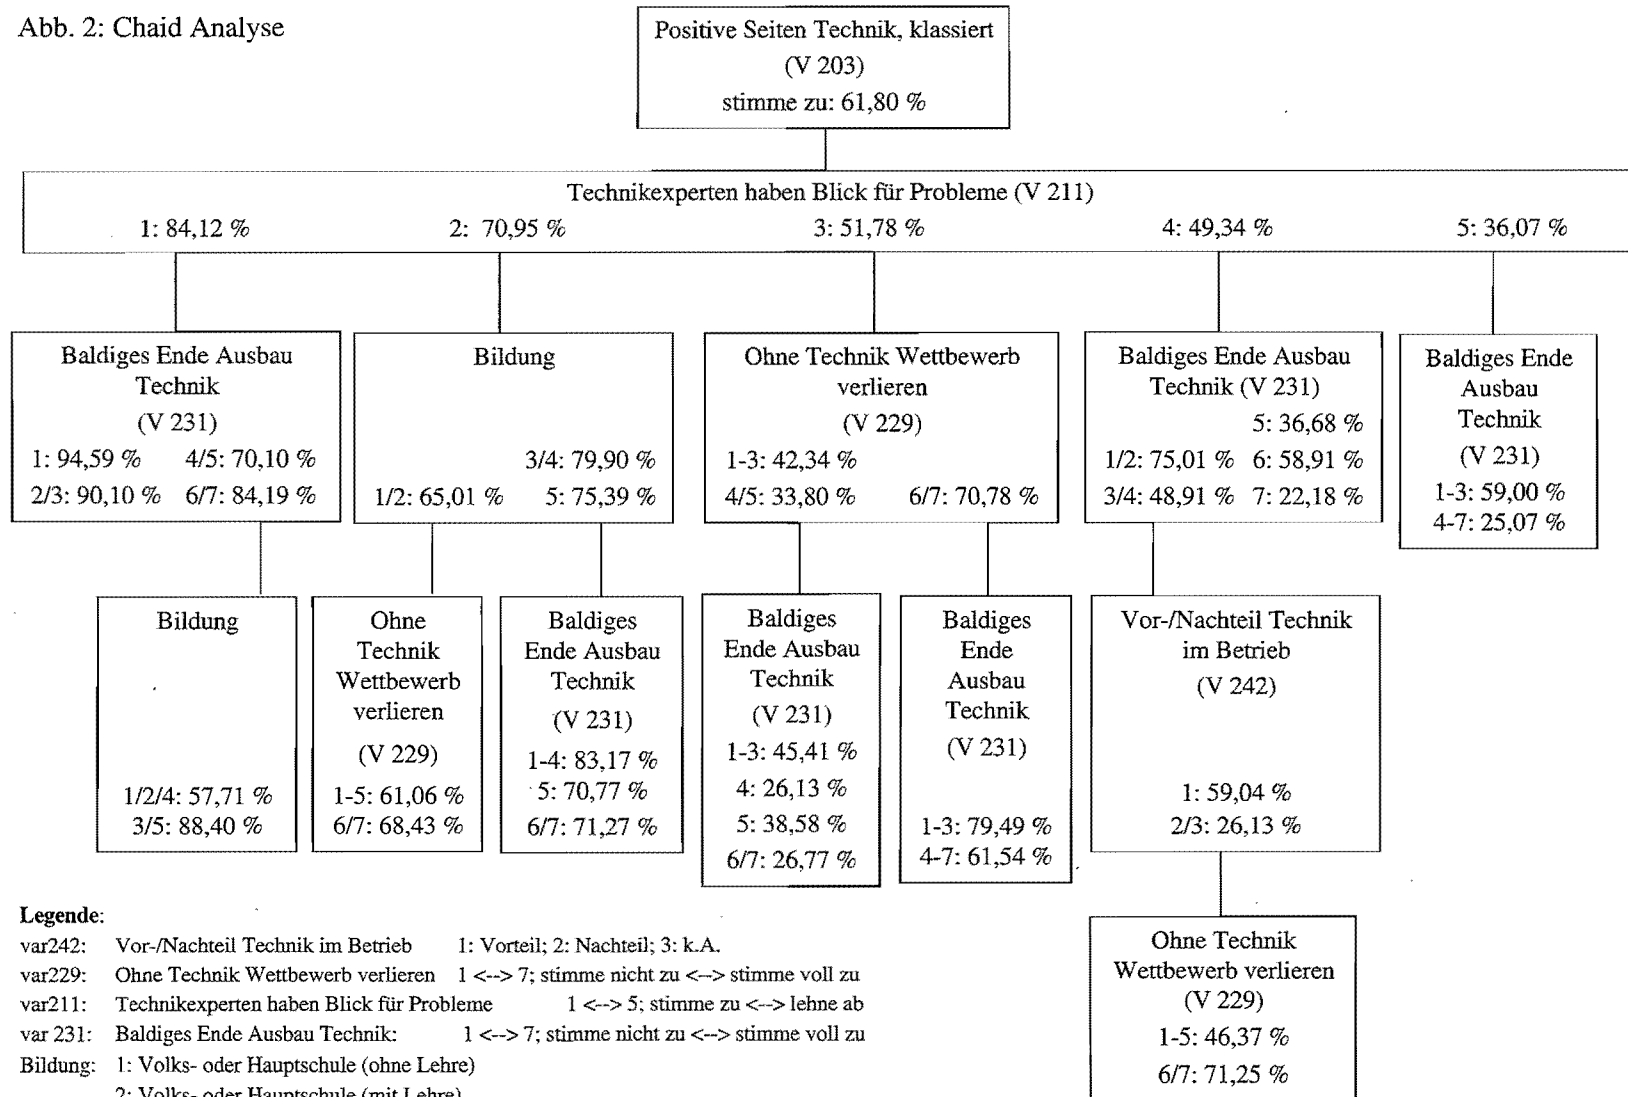 Abb. 2: Chaid Analyse
Positive Seiten Technik, klassiert
(V 203)
stimme zu: 61,80 %
Technikexperten haben Blick für Probleme (V 211)
1: 84,12 % 2: 70,95 % 3: 51,78 % 4: 49,34 % 5: 36,07 %
Baldiges Ende Ausbau
Technik
(V 231)
1: 94,59 % 4/5: 70,10 %
2/3: 90,10 % 6/7: 84,19 %
Bildung
3/4: 79,90 %
1/2: 65,01 % 5: 75,39 %
Ohne Technik Wettbewerb
verlieren
(V 229)
1-3: 42,34 %
4/5: 33,80 % 6/7: 70,78 %
Baldiges Ende Ausbau
Technik (V 231)
5: 36,68 %
1/2: 75,01 % 6: 58,91 %
3/4: 48,91 % 7: 22,18 %
Baldiges Ende
Ausbau
Technik
(V 231)
1-3: 59,00 %
4-7: 25,07 %
Bildung
1/2/4: 57,71 %
3/5: 88,40 %
Ohne
Technik
Wettbewerb
verlieren
(V 229)
1-5: 61,06 %
6/7: 68,43 %
Baldiges
Ende Ausbau
Technik
(V 231)
1-4: 83,17 %
5: 70,77 %
6/7: 71,27 %
Baldiges
Ende Ausbau
Technik
(V 231)
1-3: 45,41 %
4: 26,13 %
5: 38,58 %
6/7: 26,77 %
Baldiges
Ende
Ausbau
Technik
(V 231)
1-3: 79,49 %
4-7: 61,54 %
Vor-/Nachteil Technik
im Betrieb
(V 242)
1: 59,04 %
2/3: 26,13 %
Ohne Technik
Wettbewerb verlieren
(V 229)
1-5: 46,37 %
6/7: 71,25 %
Legende:
var242: Vor-/Nachteil Technik im Betrieb 1: Vorteil; 2: Nachteil; 3: k.A.
var229: Ohne Technik Wettbewerb verlieren 1 <--> 7; stimme nicht zu <--> stimme voll zu
var211: Technikexperten haben Blick für Probleme 1 <--> 5; stimme zu <--> lehne ab
var 231: Baldiges Ende Ausbau Technik: 1 <--> 7; stimme nicht zu <--> stimme voll zu
Bildung: 1: Volks- oder Hauptschule (ohne Lehre)
2: Volks- oder Hauptschule (mit Lehre)